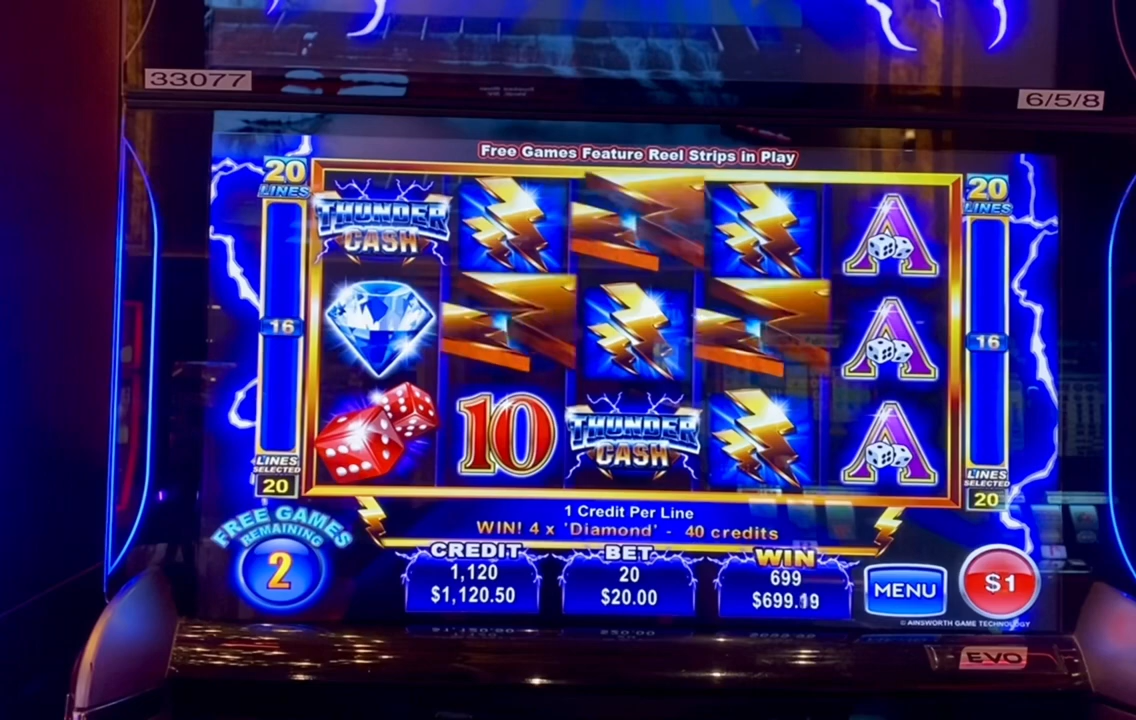 33077
6/5/8
Free Games Feature Reel Strips in Play
20
LINES
20
LINES
THUNDER
CASH
A
16
A
16
10
THUNDER
CASH
A
LINES
SELECTED
20
LINES
SELECTED
20
1 Credit Per Line
WIN! 4 x 'Diamond' - 40 credits
FREE GAMES
REMAINING
2
CREDIT
1,120
$1,120.50
BET
20
$20.00
WIN
699
$699.19
MENU
$1
© AINSWORTH GAME TECHNOLOGY
EVO